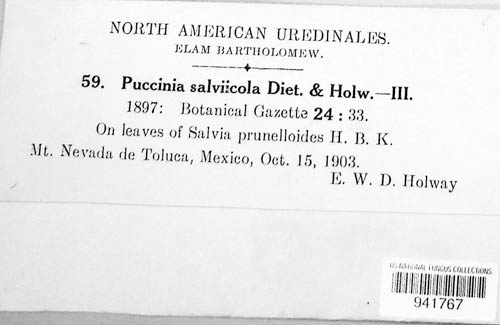 NORTH AMERICAN UREDINALES.
ELAM BARTHOLOMEW.
59. Puccinia salviicola Diet. & Holw.—III.
1897: Botanical Gazette 24 : 33.
On leaves of Salvia prunelloides H. B. K.
Mt. Nevada de Toluca, Mexico, Oct. 15, 1903.
E. W. D. Holway
US NATIONAL FUNGUS COLLECTIONS
941767